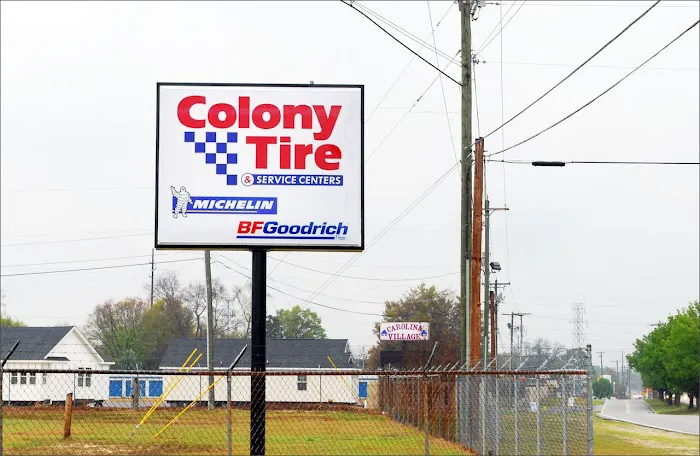 Colony
Tire
& SERVICE CENTERS
MICHELIN
BFGoodrich
CAROLINA
VILLAGE